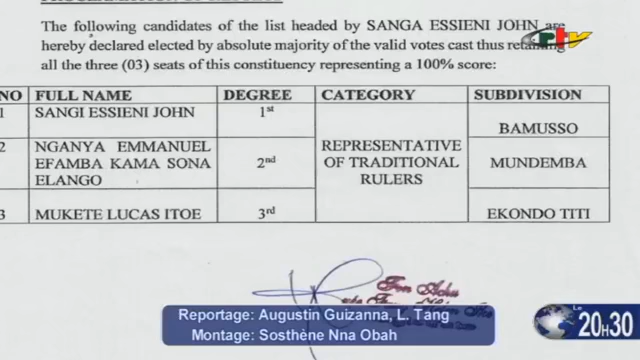 The following candidates of the list headed by SANGA ESSIENI JOHN are
hereby declared elected by absolute majority of the valid votes cast thus retaining
all the three (03) seats of this constituency representing a 100% score:
NO FULL NAME DEGREE CATEGORY SUBDIVISION
1 SANGI ESSIENI JOHN 1st REPRESENTATIVE OF TRADITIONAL RULERS BAMUSSO
2 NGANYA EMMANUEL EFAMBA KAMA SONA ELANGO 2nd MUNDEMBA
3 MUKETE LUCAS ITOE 3rd EKONDO TITI
Fon Achu
Reportage: Augustin Guizanna, L. Tang
Montage: Sosthène Nna Obah
Le
20H30